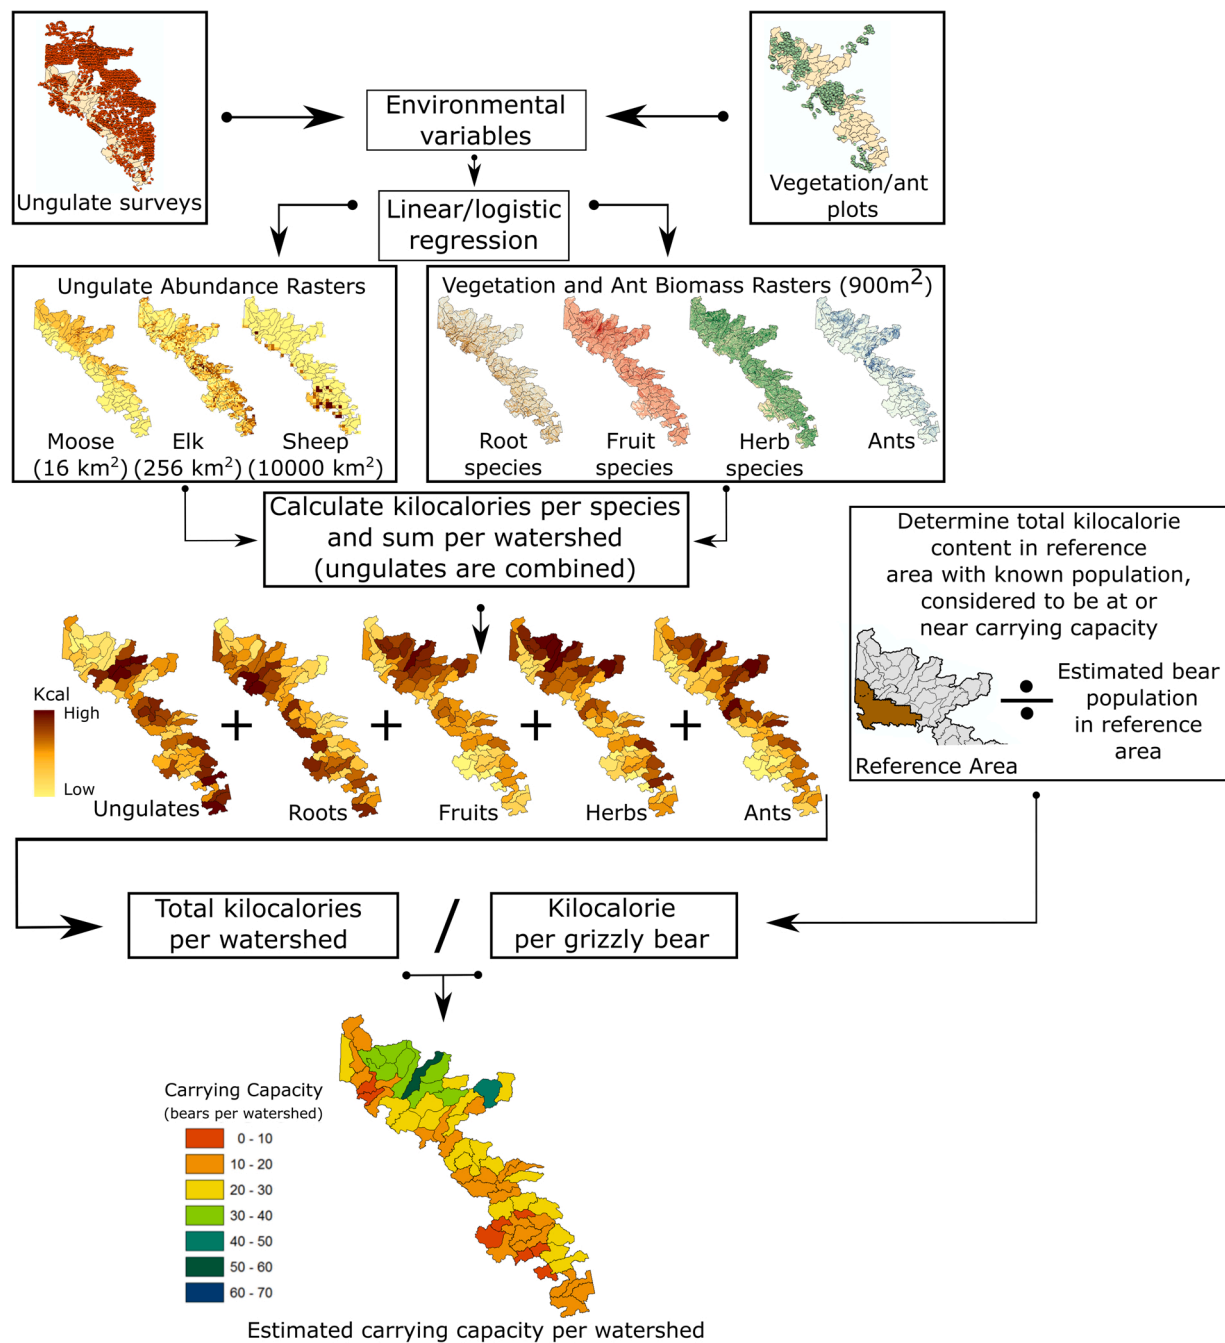 Ungulate surveys
Environmental
variables
Vegetation/ant
plots
Linear/logistic
regression
Ungulate Abundance Rasters
Moose
(16 km²)
Elk
(256 km²)
Sheep
(10000 km²)
Vegetation and Ant Biomass Rasters (900m²)
Root
species
Fruit
species
Herb
species
Ants
Calculate kilocalories per species
and sum per watershed
(ungulates are combined)
Determine total kilocalorie
content in reference
area with known population,
considered to be at or
near carrying capacity
÷
Estimated bear
population
in reference
area
Reference Area
Kcal
High
Low
Ungulates
+
Roots
+
Fruits
+
Herbs
+
Ants
Total kilocalories
per watershed
/
Kilocalorie
per grizzly bear
Carrying Capacity
(bears per watershed)
0 - 10
10 - 20
20 - 30
30 - 40
40 - 50
50 - 60
60 - 70
Estimated carrying capacity per watershed